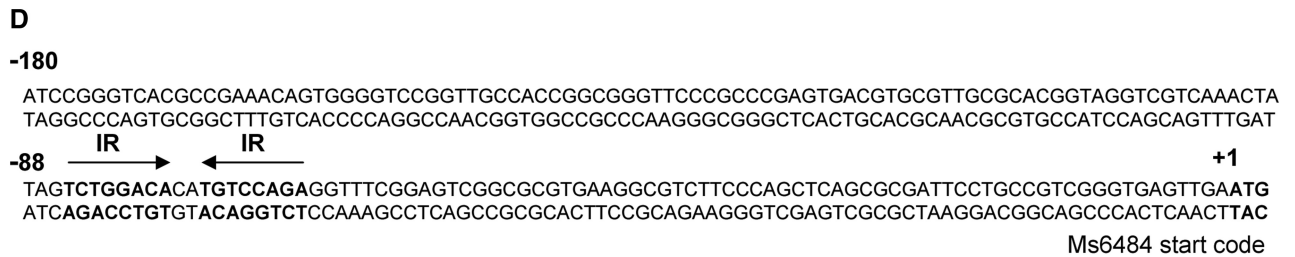 D
-180
ATCCGGGTCACGCCGAAACAGTGGGGTCCGGTTGCCACCGGCGGGTTCCCGCCCGAGTGACGTGCGTTGCGCACGGTAGGTCGTCAAACTA
TAGGCCCAGTGCGGCTTTGTCACCCCAGGCCAACGGTGGCCGCCCAAGGGCGGGCTCACTGCACGCAACGCGTGCCATCCAGCAGTTTGAT
IR IR
-88 +1
TAGTCTGGACACATGTCCAGAGGTTTCGGAGTCGGCGCGTGAAGGCGTCTTCCCAGCTCAGCGCGATTCCTGCCGTCGGGTGAGTTGAATG
ATCAGACCTGTGTACAGGTCTCCAAAGCCTCAGCCGCGCACTTCCGCAGAAGGGTCGAGTCGCGCTAAGGACGGCAGCCCACTCAACTTAC
Ms6484 start code